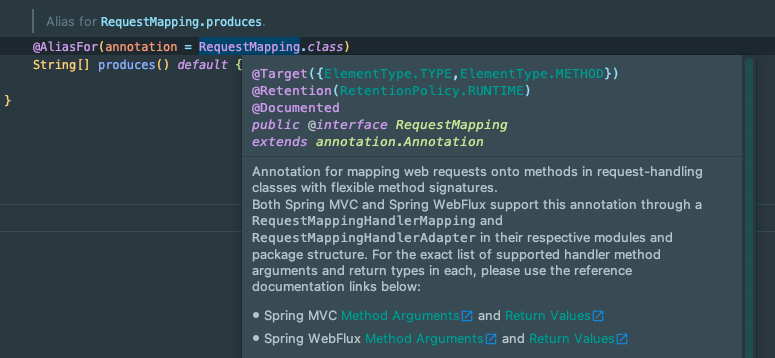 Alias for RequestMapping.produces.
@AliasFor(annotation = RequestMapping.class)
String[] produces() default {
}
@Target({ElementType.TYPE,ElementType.METHOD})
@Retention(RetentionPolicy.RUNTIME)
@Documented
public @interface RequestMapping
extends annotation.Annotation
Annotation for mapping web requests onto methods in request-handling
classes with flexible method signatures.
Both Spring MVC and Spring WebFlux support this annotation through a
RequestMappingHandlerMapping and
RequestMappingHandlerAdapter in their respective modules and
package structure. For the exact list of supported handler method
arguments and return types in each, please use the reference
documentation links below:
• Spring MVC Method Arguments and Return Values
• Spring WebFlux Method Arguments and Return Values